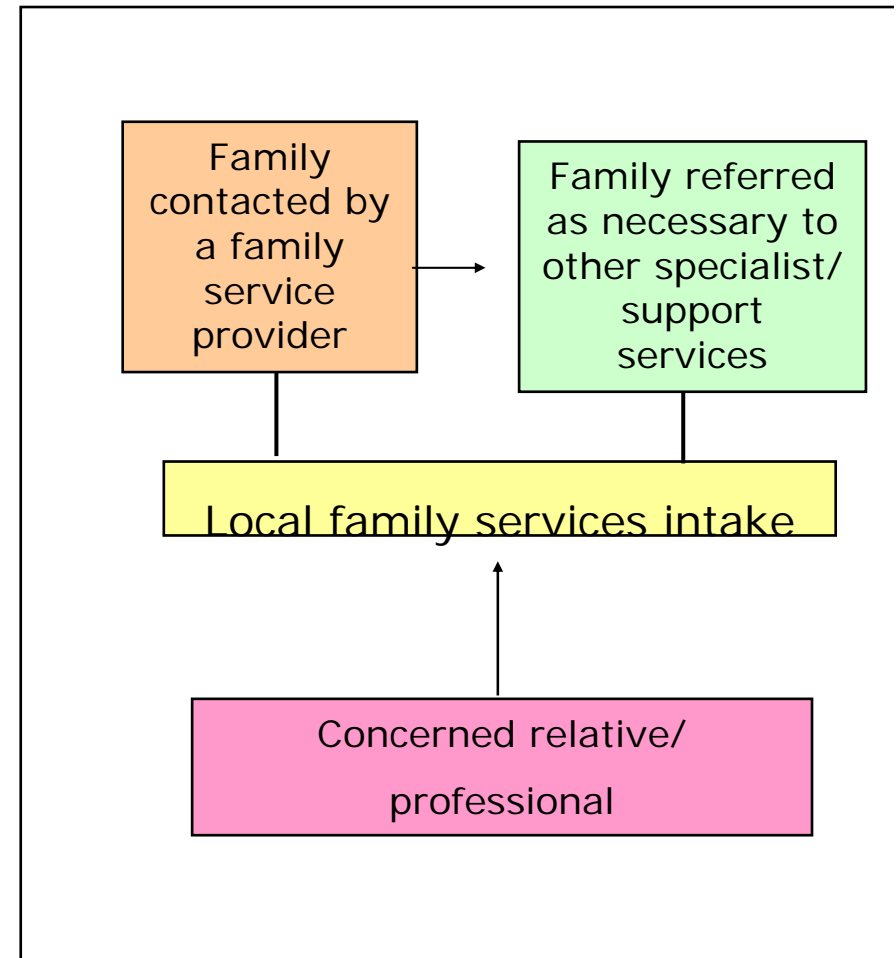 Family
contacted by
a family
service
provider
Family referred
as necessary to
other specialist/
support
services
Local family services intake
Concerned relative/
professional